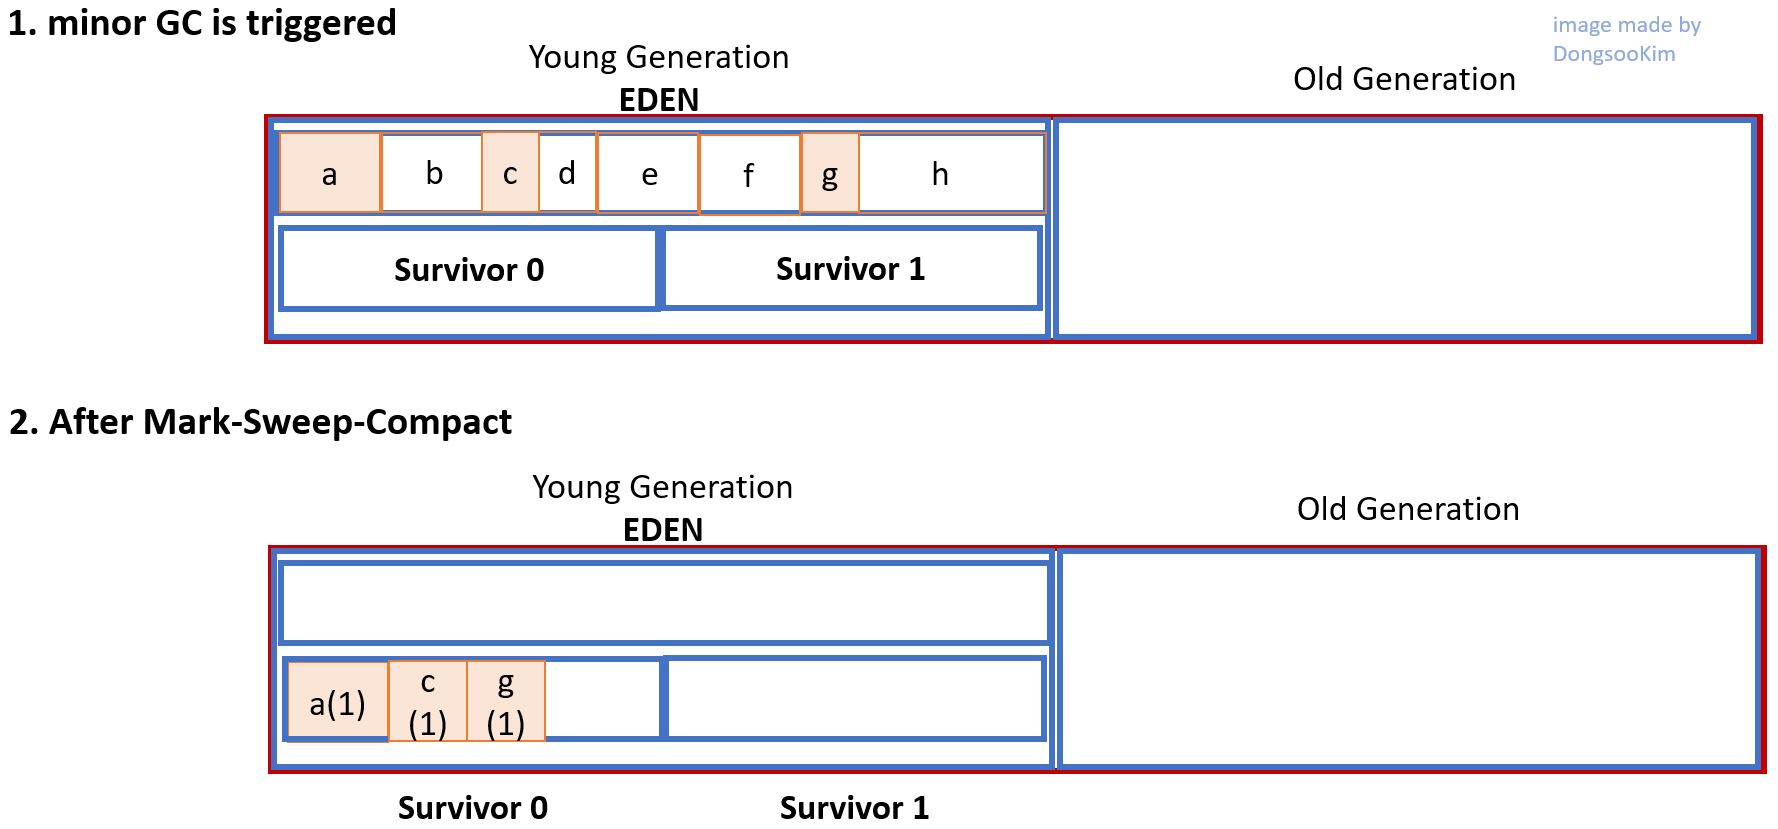 1. minor GC is triggered
image made by
DongsooKim
Young Generation
EDEN
Old Generation
a b c d e f g h
Survivor 0 Survivor 1
2. After Mark-Sweep-Compact
Young Generation
EDEN
Old Generation
a(1)
c
(1)
g
(1)
Survivor 0 Survivor 1